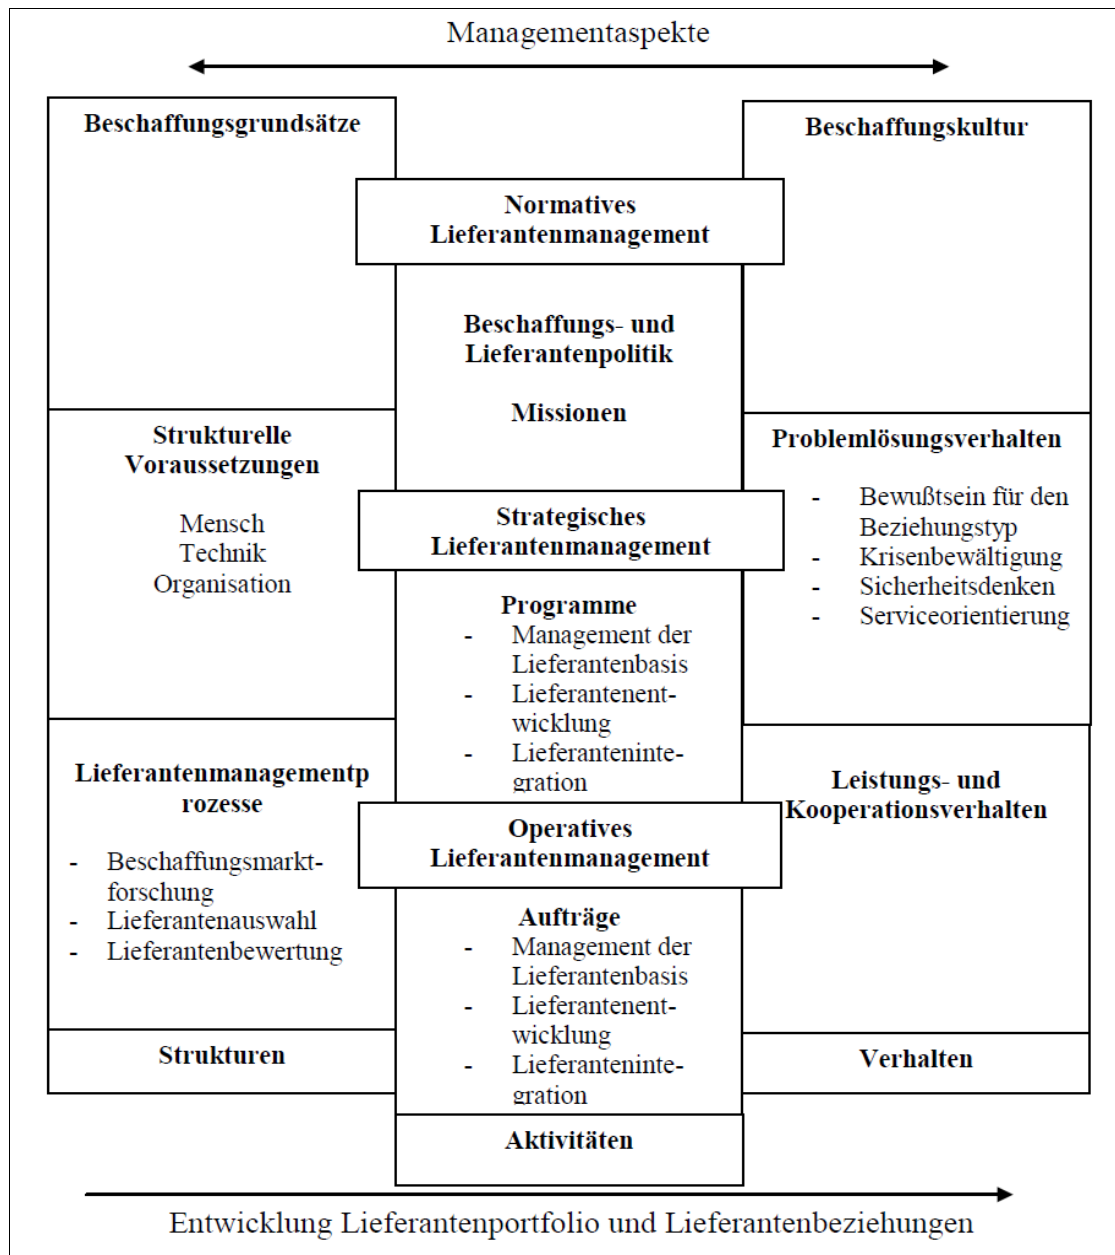 Managementaspekte
Beschaffungsgrundsätze
Beschaffungskultur
Normatives
Lieferantenmanagement
Beschaffungs- und
Lieferantenpolitik
Missionen
Strukturelle
Voraussetzungen
Mensch
Technik
Organisation
Problemlösungsverhalten
- Bewußtsein für den
Beziehungstyp
- Krisenbewältigung
- Sicherheitsdenken
- Serviceorientierung
Strategisches
Lieferantenmanagement
Programme
- Management der
Lieferantenbasis
- Lieferantenent-
wicklung
- Lieferanteninte-
gration
Lieferantenmanagementp
rozesse
- Beschaffungsmarkt-
forschung
- Lieferantenauswahl
- Lieferantenbewertung
Leistungs- und
Kooperationsverhalten
Operatives
Lieferantenmanagement
Aufträge
- Management der
Lieferantenbasis
- Lieferantenent-
wicklung
- Lieferanteninte-
gration
Strukturen
Verhalten
Aktivitäten
Entwicklung Lieferantenportfolio und Lieferantenbeziehungen